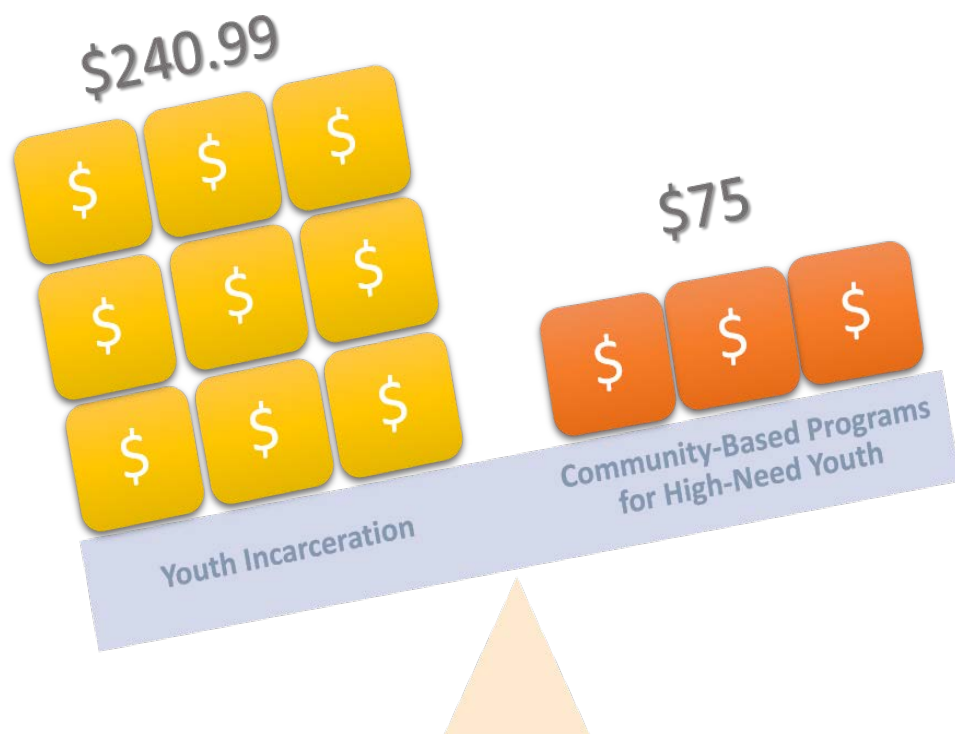 $240.99
$ $ $
$ $ $
$ $ $
Youth Incarceration
$75
$ $ $
Community-Based Programs
for High-Need Youth